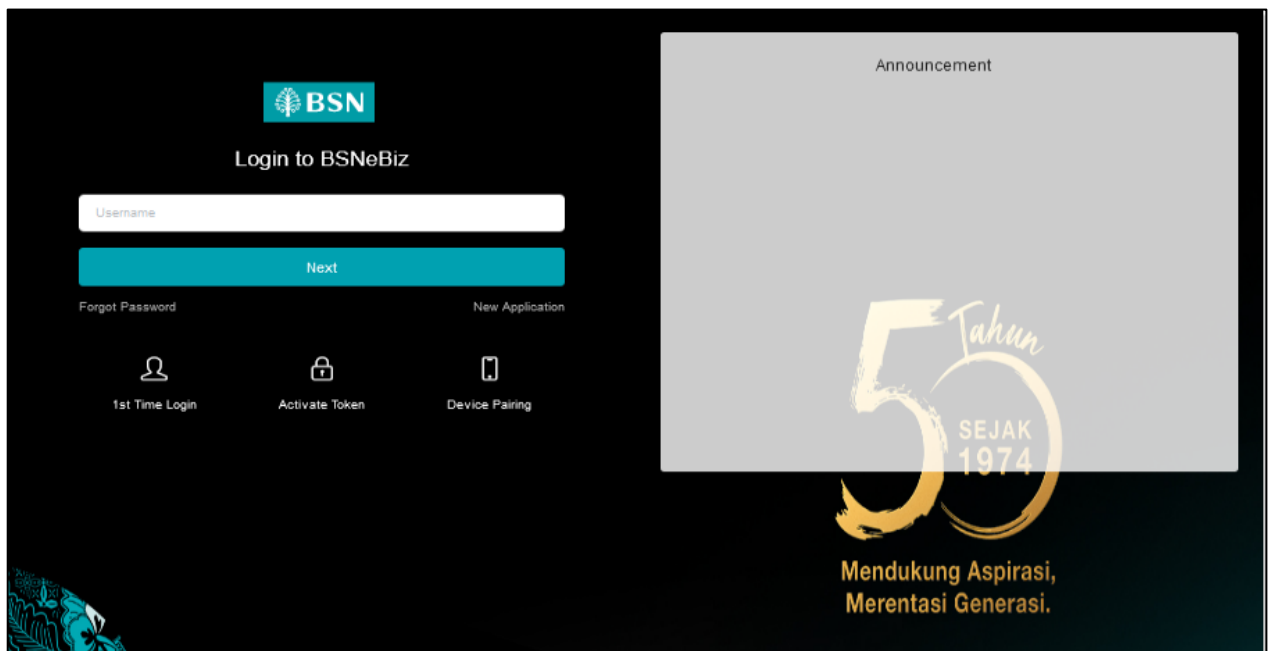 BSN
Login to BSNeBiz
Username
Next
Forgot Password
New Application
1st Time Login
Activate Token
Device Pairing
Announcement
50
Tahun
SEJAK
1974
Mendukung Aspirasi,
Merentasi Generasi.